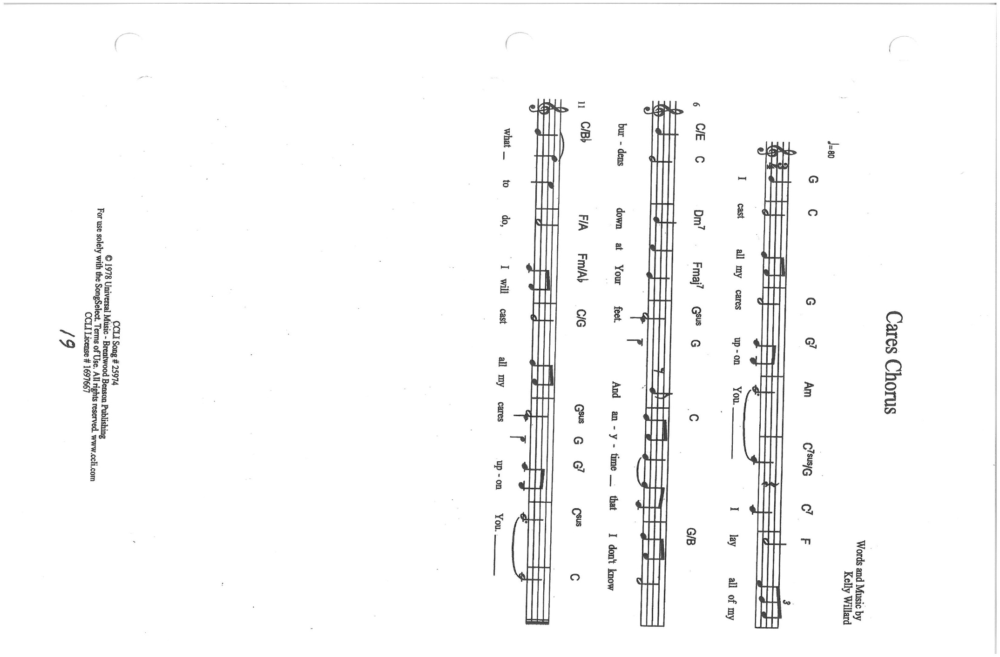 Cares Chorus
Words and Music by
Kelly Willard
♩=80
G C G G7 Am C7sus/G C7 F
3
4
3
I cast all my cares up - on You. I lay all of my
6
C/E C Dm7 Fmaj7 Gsus G C G/B
bur - dens down at Your feet. And an - y - time that I don't know
11
C/B♭ F/A Fm/A♭ C/G Gsus G G7 Csus C
what to do, I will cast all my cares up - on You.
CCLI Song # 25974
© 1978 Universal Music - Brentwood Benson Publishing
For use solely with the SongSelect. Terms of Use. All rights reserved. www.ccli.com
CCLI License # 1697667
19